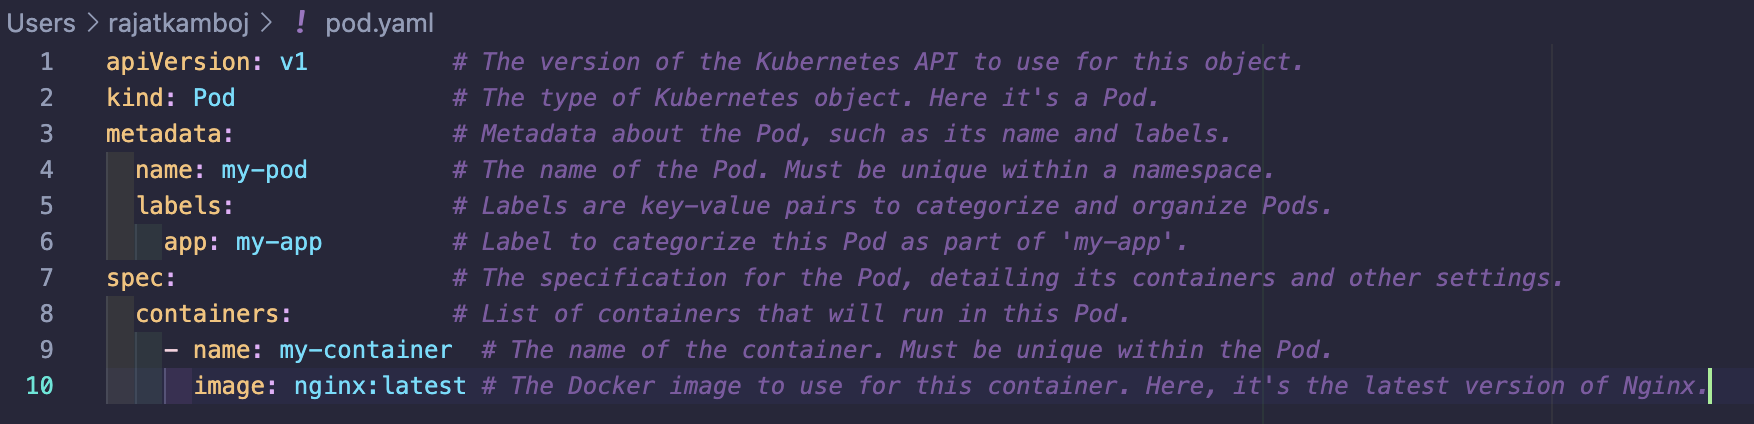 Users > rajatkamboj > ! pod.yaml
1 apiVersion: v1 # The version of the Kubernetes API to use for this object.
2 kind: Pod # The type of Kubernetes object. Here it's a Pod.
3 metadata: # Metadata about the Pod, such as its name and labels.
4 name: my-pod # The name of the Pod. Must be unique within a namespace.
5 labels: # Labels are key-value pairs to categorize and organize Pods.
6 app: my-app # Label to categorize this Pod as part of 'my-app'.
7 spec: # The specification for the Pod, detailing its containers and other settings.
8 containers: # List of containers that will run in this Pod.
9 - name: my-container # The name of the container. Must be unique within the Pod.
10 image: nginx:latest # The Docker image to use for this container. Here, it's the latest version of Nginx.